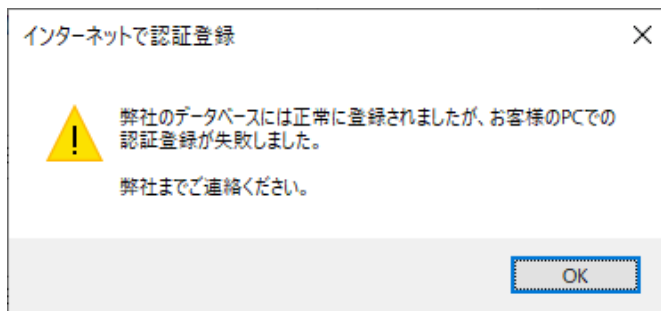 インターネットで認証登録
弊社のデータベースには正常に登録されましたが、お客様のPCでの
認証登録が失敗しました。
弊社までご連絡ください。
OK